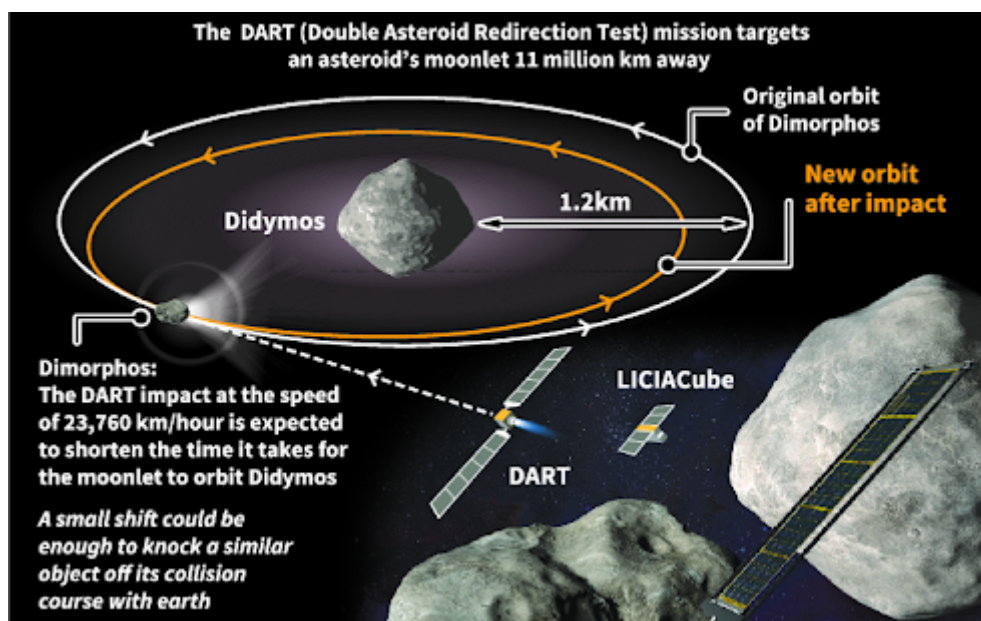 The DART (Double Asteroid Redirection Test) mission targets
an asteroid's moonlet 11 million km away
Original orbit
of Dimorphos
New orbit
after impact
1.2km
Didymos
Dimorphos:
The DART impact at the speed
of 23,760 km/hour is expected
to shorten the time it takes for
the moonlet to orbit Didymos
A small shift could be
enough to knock a similar
object off its collision
course with earth
LICIACube
DART